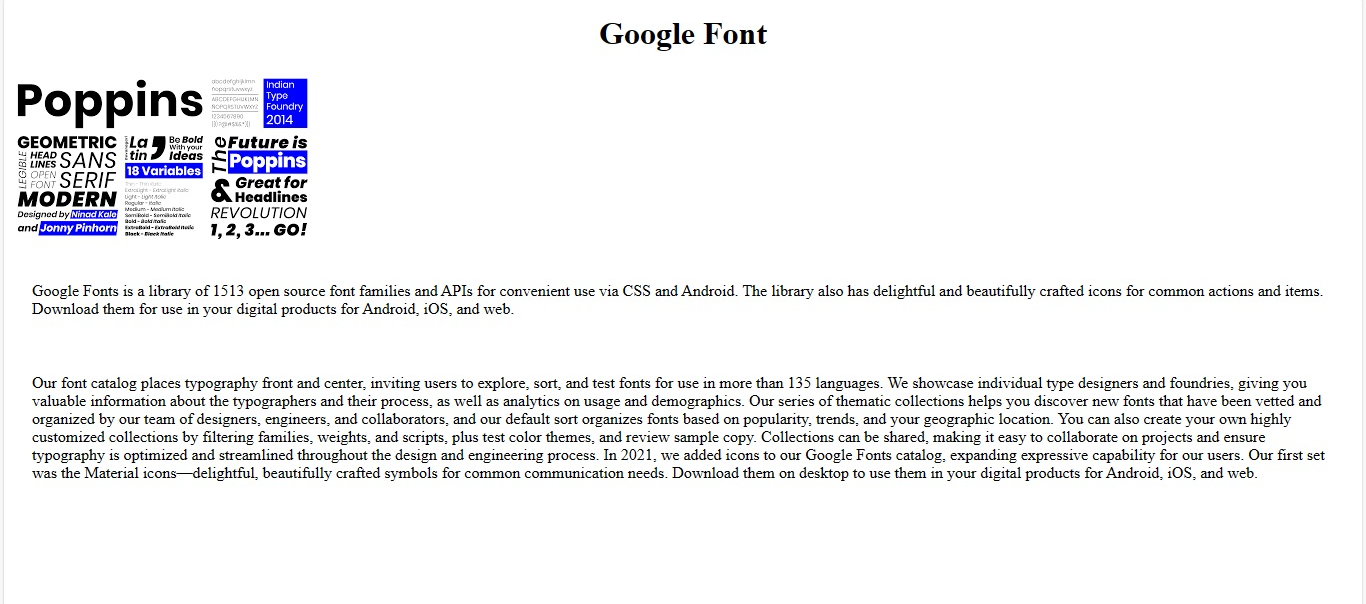 Google Font
Poppins
abcdefghijklmn
ñopqrstuvwxyz
ABCDEFGHIJKLMN
ÑOPQRSTUVWXYZ
1234567890
Indian
Type
Foundry
2014
GEOMETRIC
LEGIBLE
HEAD
LINES
SANS
OPEN
FONT
SERIF
MODERN
Designed by Ninad Kale
and Jonny Pinhorn
La
tin
,
Be Bold
With your
Ideas
18 Variables
Thin - Thin Italic
ExtraLight - ExtraLight Italic
Light - Light Italic
Regular - Italic
Medium - Medium Italic
SemiBold - SemiBold Italic
Bold - Bold Italic
ExtraBold - ExtraBold Italic
Black - Black Italic
The
Future is
Poppins
& Great for
Headlines
REVOLUTION
1, 2, 3... GO!
Google Fonts is a library of 1513 open source font families and APIs for convenient use via CSS and Android. The library also has delightful and beautifully crafted icons for common actions and items.
Download them for use in your digital products for Android, iOS, and web.
Our font catalog places typography front and center, inviting users to explore, sort, and test fonts for use in more than 135 languages. We showcase individual type designers and foundries, giving you
valuable information about the typographers and their process, as well as analytics on usage and demographics. Our series of thematic collections helps you discover new fonts that have been vetted and
organized by our team of designers, engineers, and collaborators, and our default sort organizes fonts based on popularity, trends, and your geographic location. You can also create your own highly
customized collections by filtering families, weights, and scripts, plus test color themes, and review sample copy. Collections can be shared, making it easy to collaborate on projects and ensure
typography is optimized and streamlined throughout the design and engineering process. In 2021, we added icons to our Google Fonts catalog, expanding expressive capability for our users. Our first set
was the Material icons—delightful, beautifully crafted symbols for common communication needs. Download them on desktop to use them in your digital products for Android, iOS, and web.